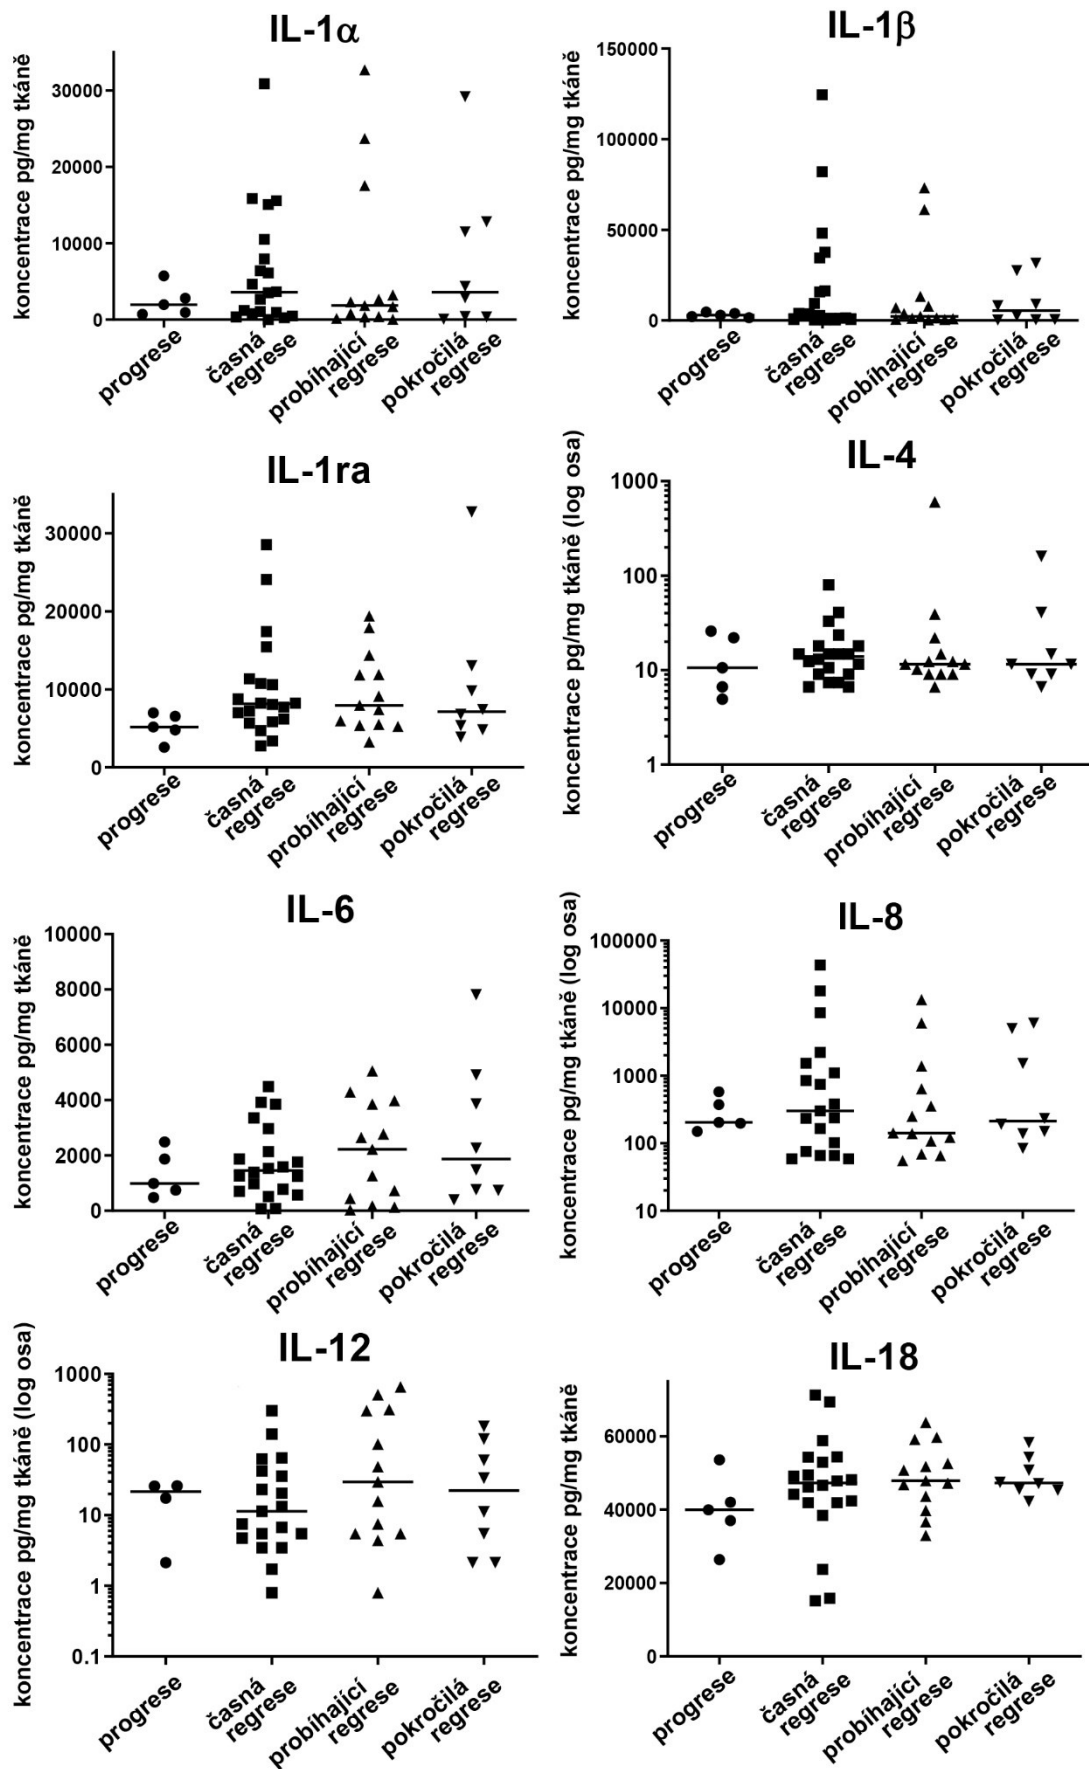 IL-1α
koncentrace pg/mg tkáně
30000
20000
10000
0
progrese
časná
regrese
probíhající
regrese
pokročilá
regrese
IL-1β
koncentrace pg/mg tkáně
150000
100000
50000
0
progrese
časná
regrese
probíhající
regrese
pokročilá
regrese
IL-1ra
koncentrace pg/mg tkáně
30000
20000
10000
0
progrese
časná
regrese
probíhající
regrese
pokročilá
regrese
IL-4
koncentrace pg/mg tkáně (log osa)
1000
100
10
1
progrese
časná
regrese
probíhající
regrese
pokročilá
regrese
IL-6
koncentrace pg/mg tkáně
10000
8000
6000
4000
2000
0
progrese
časná
regrese
probíhající
regrese
pokročilá
regrese
IL-8
koncentrace pg/mg tkáně (log osa)
100000
10000
1000
100
10
progrese
časná
regrese
probíhající
regrese
pokročilá
regrese
IL-12
koncentrace pg/mg tkáně (log osa)
1000
100
10
1
0.1
progrese
časná
regrese
probíhající
regrese
pokročilá
regrese
IL-18
koncentrace pg/mg tkáně
60000
40000
20000
0
progrese
časná
regrese
probíhající
regrese
pokročilá
regrese